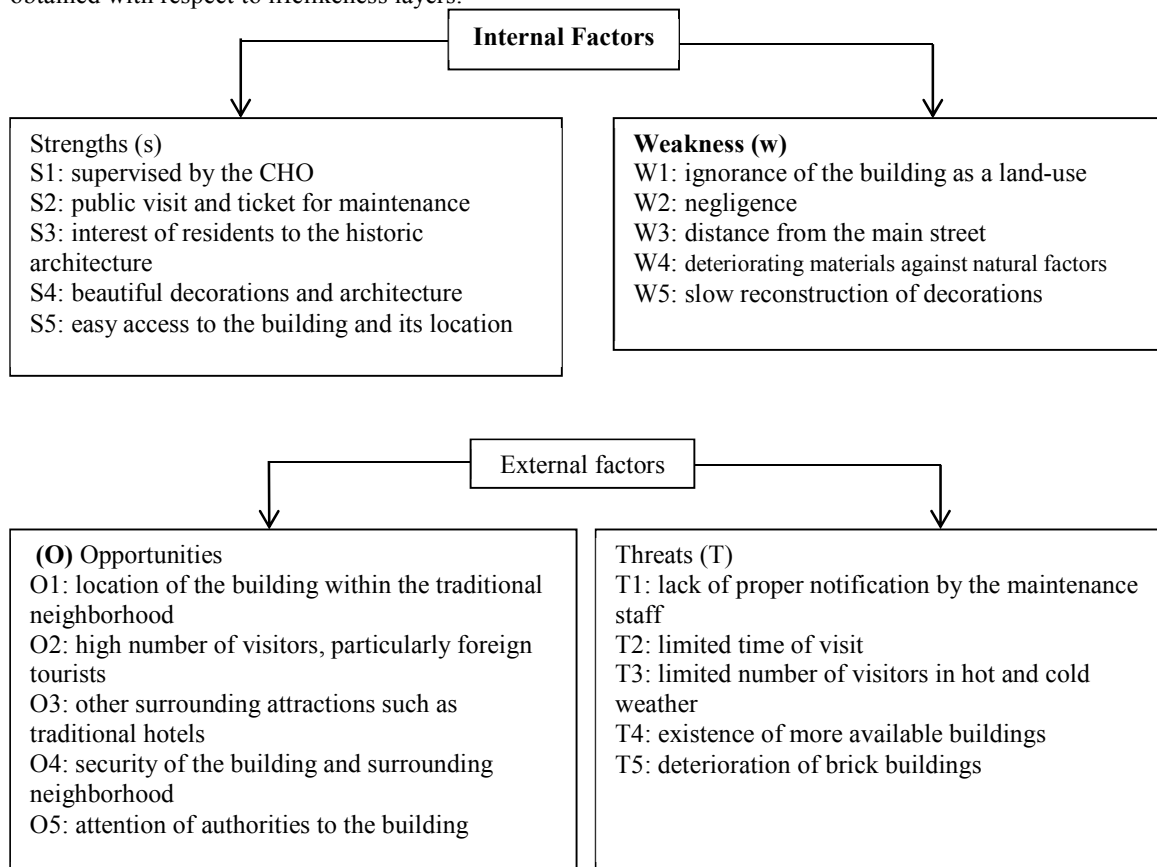 Internal Factors
Strengths (s)
S1: supervised by the CHO
S2: public visit and ticket for maintenance
S3: interest of residents to the historic
architecture
S4: beautiful decorations and architecture
S5: easy access to the building and its location
Weakness (w)
W1: ignorance of the building as a land-use
W2: negligence
W3: distance from the main street
W4: deteriorating materials against natural factors
W5: slow reconstruction of decorations
External factors
(O) Opportunities
O1: location of the building within the traditional
neighborhood
O2: high number of visitors, particularly foreign
tourists
O3: other surrounding attractions such as
traditional hotels
O4: security of the building and surrounding
neighborhood
O5: attention of authorities to the building
Threats (T)
T1: lack of proper notification by the maintenance
staff
T2: limited time of visit
T3: limited number of visitors in hot and cold
weather
T4: existence of more available buildings
T5: deterioration of brick buildings